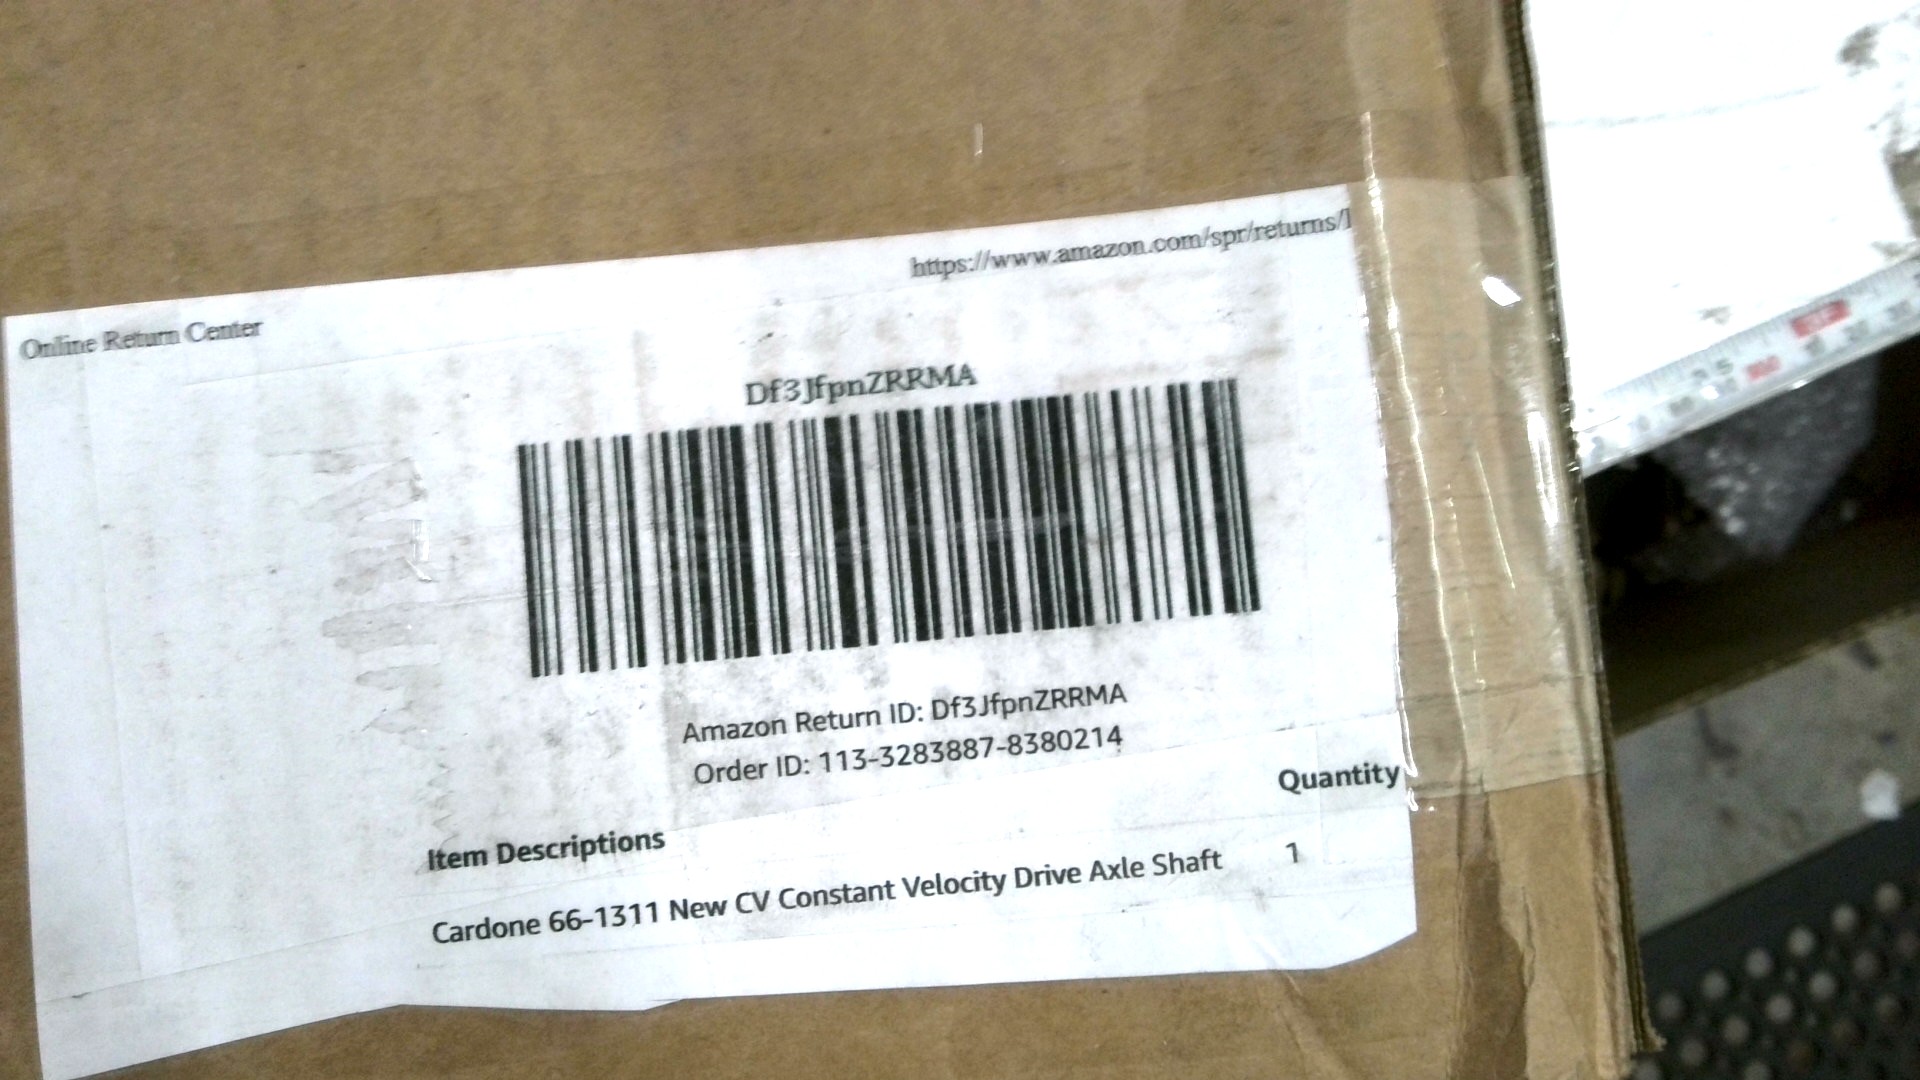 https://www.amazon.com/spr/returns/
Online Return Center
Df3JfpnZRRMA
Amazon Return ID: Df3JfpnZRRMA
Order ID: 113-3283887-8380214
Item Descriptions Quantity
Cardone 66-1311 New CV Constant Velocity Drive Axle Shaft 1